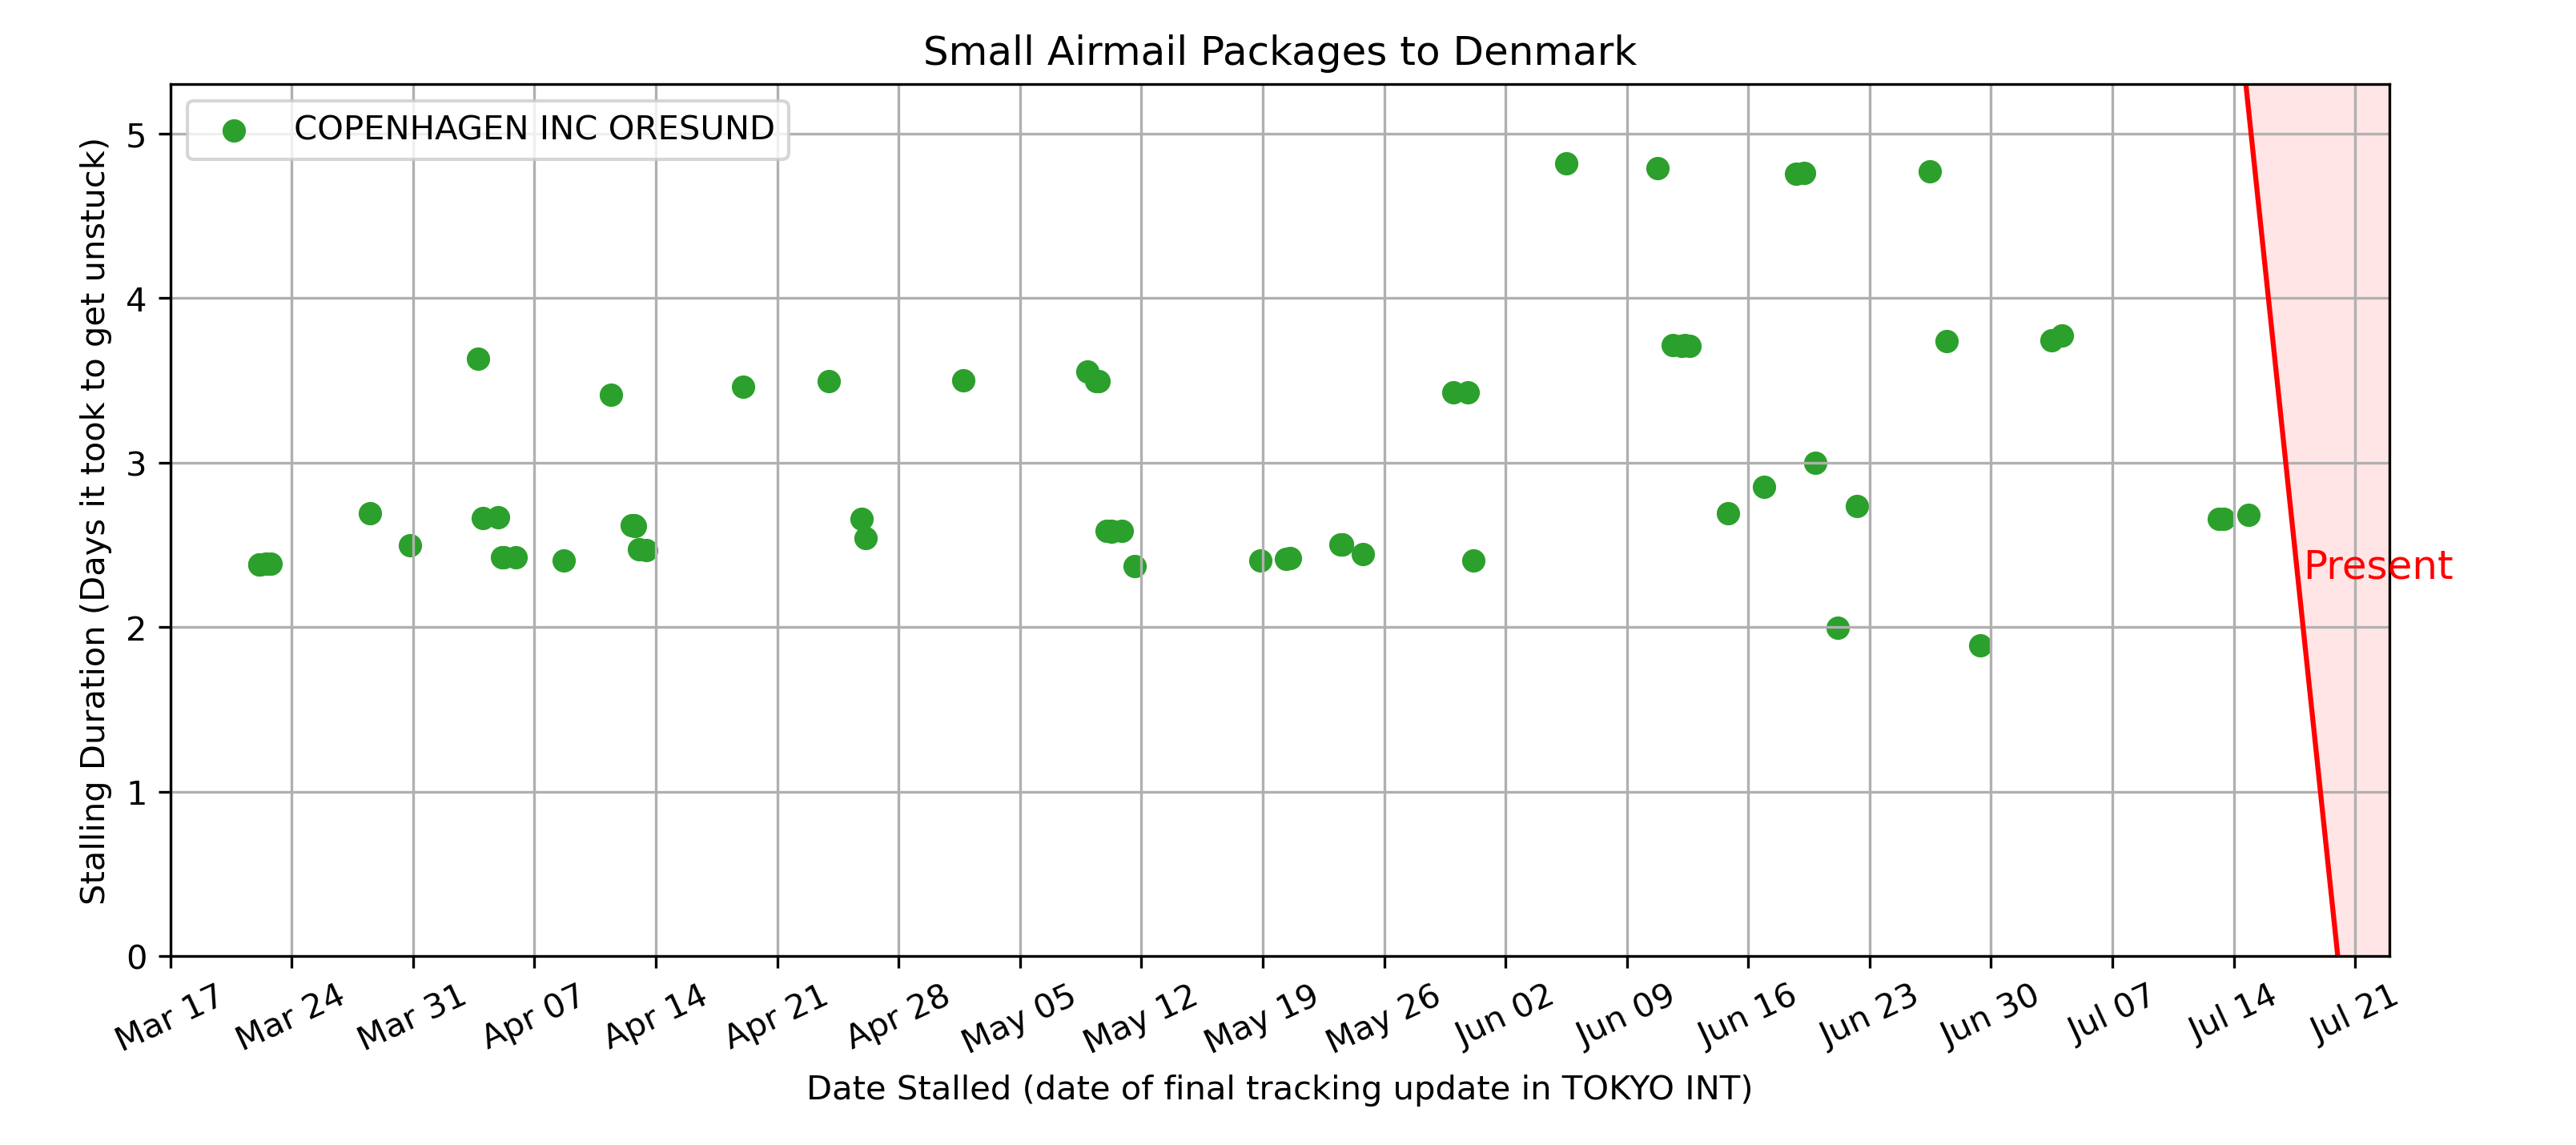 Small Airmail Packages to Denmark
COPENHAGEN INC ORESUND
Stalling Duration (Days it took to get unstuck)
5
4
3
2
1
0
Present
Mar 17
Mar 24
Mar 31
Apr 07
Apr 14
Apr 21
Apr 28
May 05
May 12
May 19
May 26
Jun 02
Jun 09
Jun 16
Jun 23
Jun 30
Jul 07
Jul 14
Jul 21
Date Stalled (date of final tracking update in TOKYO INT)